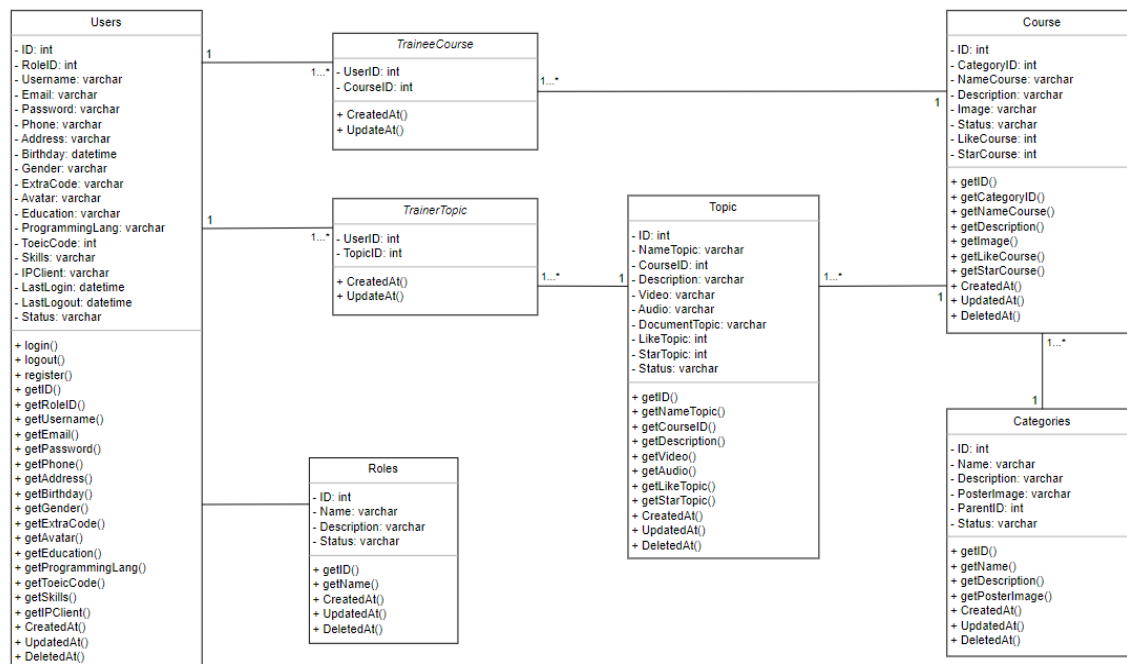 Users
- ID: int
- RoleID: int
- Username: varchar
- Email: varchar
- Password: varchar
- Phone: varchar
- Address: varchar
- Birthday: datetime
- Gender: varchar
- ExtraCode: varchar
- Avatar: varchar
- Education: varchar
- ProgrammingLang: varchar
- ToeicCode: int
- Skills: varchar
- IPClient: varchar
- LastLogin: datetime
- LastLogout: datetime
- Status: varchar
+ login()
+ logout()
+ register()
+ getID()
+ getRoleID()
+ getUsername()
+ getEmail()
+ getPassword()
+ getPhone()
+ getAddress()
+ getBirthday()
+ getGender()
+ getExtraCode()
+ getAvatar()
+ getEducation()
+ getProgrammingLang()
+ getToeicCode()
+ getSkills()
+ getIPClient()
+ CreatedAt()
+ UpdatedAt()
+ DeletedAt()
1
1...*
TraineeCourse
- UserID: int
- CourseID: int
+ CreatedAt()
+ UpdateAt()
1...*
1
1
1...*
TrainerTopic
- UserID: int
- TopicID: int
+ CreatedAt()
+ UpdateAt()
1...*
1
Roles
- ID: int
- Name: varchar
- Description: varchar
- Status: varchar
+ getID()
+ getName()
+ CreatedAt()
+ UpdatedAt()
+ DeletedAt()
Topic
- ID: int
- NameTopic: varchar
- CourseID: int
- Description: varchar
- Video: varchar
- Audio: varchar
- DocumentTopic: varchar
- LikeTopic: int
- StarTopic: int
- Status: varchar
+ getID()
+ getNameTopic()
+ getCourseID()
+ getDescription()
+ getVideo()
+ getAudio()
+ getLikeTopic()
+ getStarTopic()
+ CreatedAt()
+ UpdatedAt()
+ DeletedAt()
1...*
1
Course
- ID: int
- CategoryID: int
- NameCourse: varchar
- Description: varchar
- Image: varchar
- Status: varchar
- LikeCourse: int
- StarCourse: int
+ getID()
+ getCategoryID()
+ getNameCourse()
+ getDescription()
+ getImage()
+ getLikeCourse()
+ getStarCourse()
+ CreatedAt()
+ UpdatedAt()
+ DeletedAt()
1...*
1
Categories
- ID: int
- Name: varchar
- Description: varchar
- PosterImage: varchar
- ParentID: int
- Status: varchar
+ getID()
+ getName()
+ getDescription()
+ getPosterImage()
+ CreatedAt()
+ UpdatedAt()
+ DeletedAt()